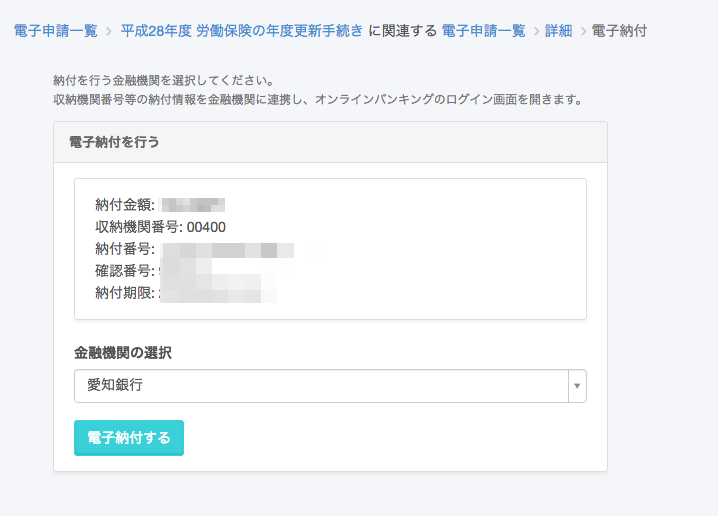 電子申請一覧 > 平成28年度 労働保険の年度更新手続き に関連する 電子申請一覧 > 詳細 > 電子納付
納付を行う金融機関を選択してください。
収納機関番号等の納付情報を金融機関に連携し、オンラインバンキングのログイン画面を開きます。
電子納付を行う
納付金額:
収納機関番号: 00400
納付番号:
確認番号:
納付期限:
金融機関の選択
愛知銀行
電子納付する